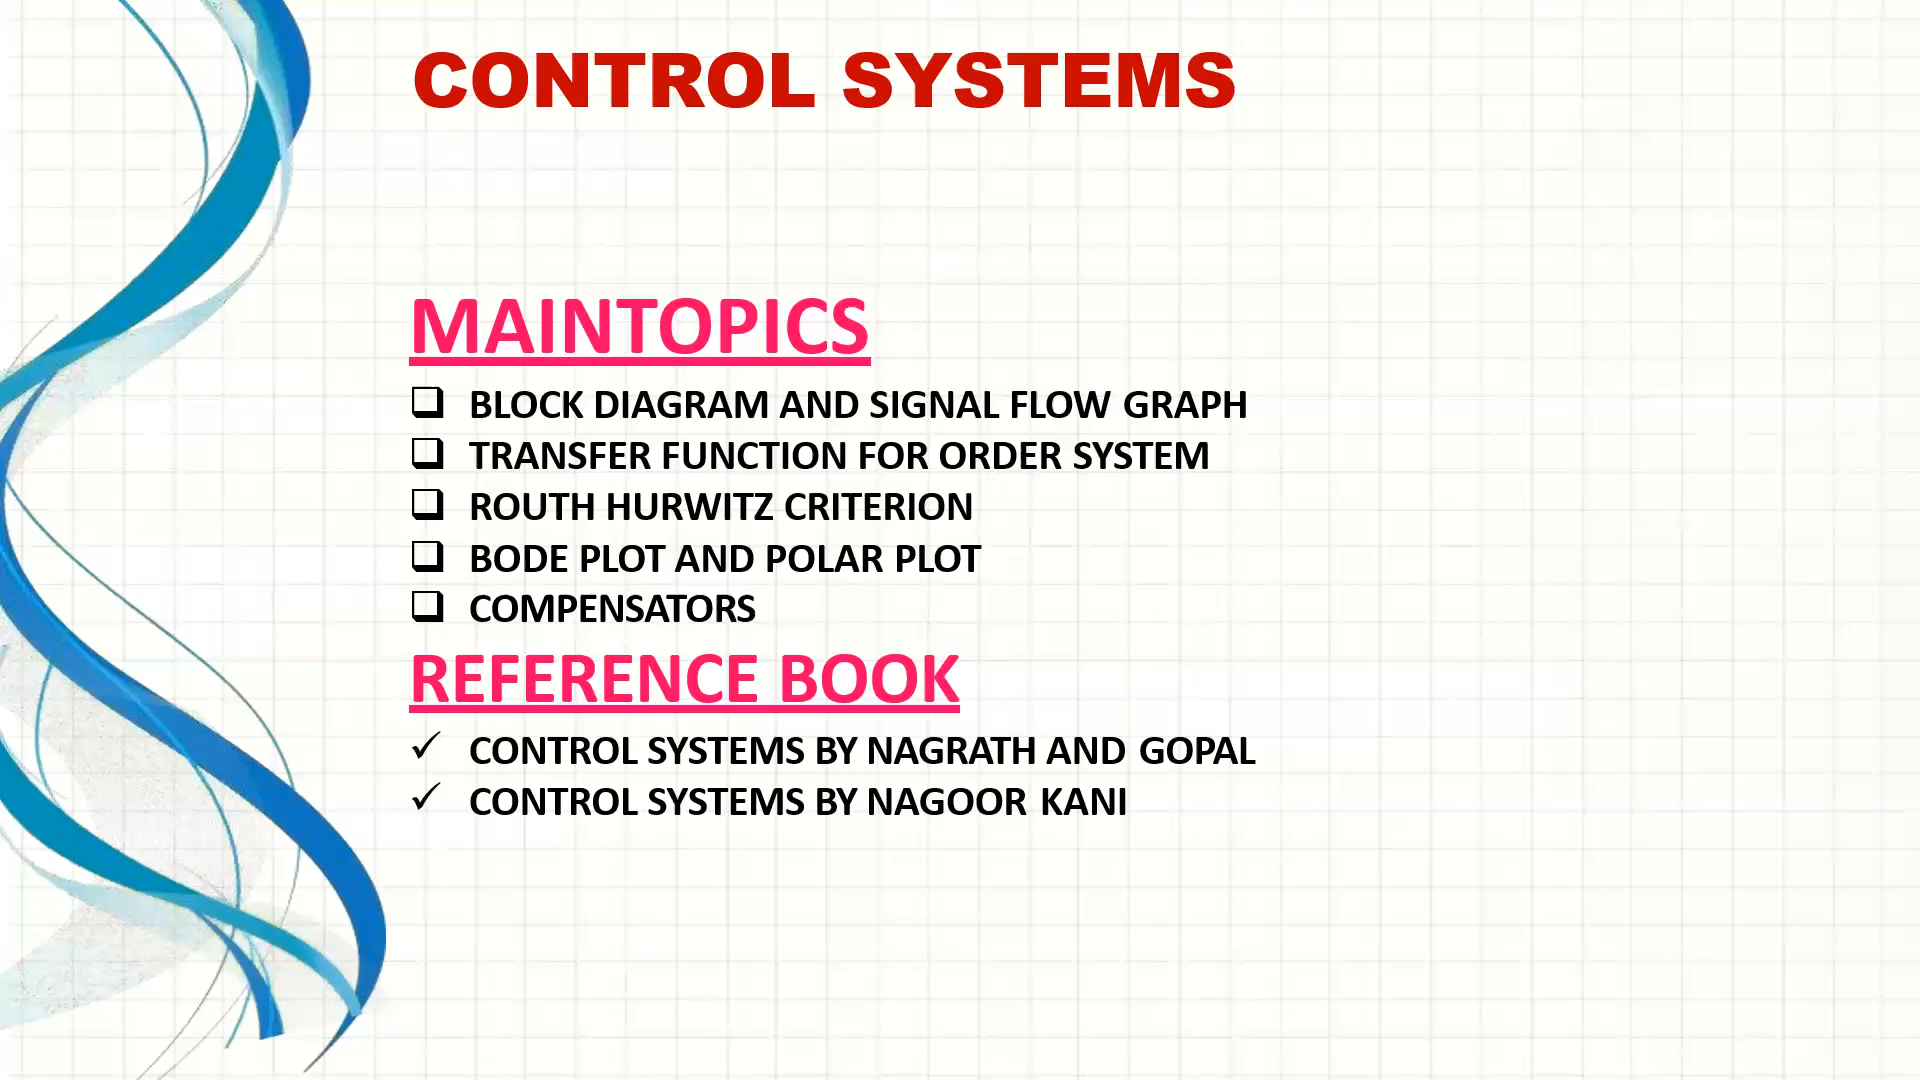 CONTROL SYSTEMS
MAINTOPICS
BLOCK DIAGRAM AND SIGNAL FLOW GRAPH
TRANSFER FUNCTION FOR ORDER SYSTEM
ROUTH HURWITZ CRITERION
BODE PLOT AND POLAR PLOT
COMPENSATORS
REFERENCE BOOK
CONTROL SYSTEMS BY NAGRATH AND GOPAL
CONTROL SYSTEMS BY NAGOOR KANI